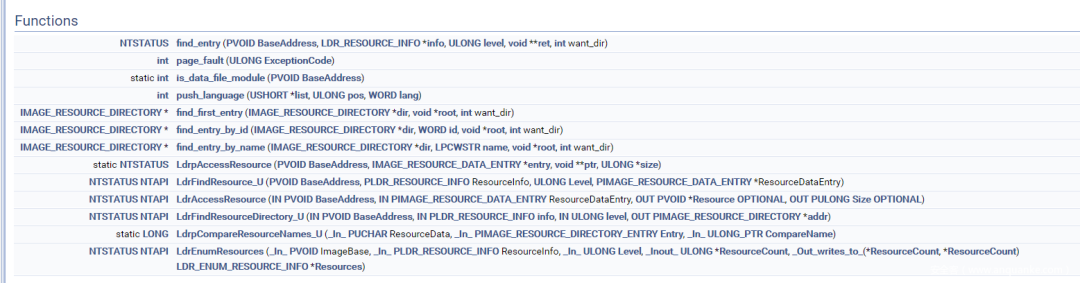 Functions
NTSTATUS find_entry (PVOID BaseAddress, LDR_RESOURCE_INFO *info, ULONG level, void **ret, int want_dir)
int page_fault (ULONG ExceptionCode)
static int is_data_file_module (PVOID BaseAddress)
int push_language (USHORT *list, ULONG pos, WORD lang)
IMAGE_RESOURCE_DIRECTORY * find_first_entry (IMAGE_RESOURCE_DIRECTORY *dir, void *root, int want_dir)
IMAGE_RESOURCE_DIRECTORY * find_entry_by_id (IMAGE_RESOURCE_DIRECTORY *dir, WORD id, void *root, int want_dir)
IMAGE_RESOURCE_DIRECTORY * find_entry_by_name (IMAGE_RESOURCE_DIRECTORY *dir, LPCWSTR name, void *root, int want_dir)
static NTSTATUS LdrpAccessResource (PVOID BaseAddress, IMAGE_RESOURCE_DATA_ENTRY *entry, void **ptr, ULONG *size)
NTSTATUS NTAPI LdrFindResource_U (PVOID BaseAddress, PLDR_RESOURCE_INFO ResourceInfo, ULONG Level, PIMAGE_RESOURCE_DATA_ENTRY *ResourceDataEntry)
NTSTATUS NTAPI LdrAccessResource (IN PVOID BaseAddress, IN PIMAGE_RESOURCE_DATA_ENTRY ResourceDataEntry, OUT PVOID *Resource OPTIONAL, OUT PULONG Size OPTIONAL)
NTSTATUS NTAPI LdrFindResourceDirectory_U (IN PVOID BaseAddress, IN PLDR_RESOURCE_INFO info, IN ULONG level, OUT PIMAGE_RESOURCE_DIRECTORY *addr)
static LONG LdrpCompareResourceNames_U (_In_ PUCHAR ResourceData, _In_ PIMAGE_RESOURCE_DIRECTORY_ENTRY Entry, _In_ ULONG_PTR CompareName)
NTSTATUS NTAPI LdrEnumResources (_In_ PVOID ImageBase, _In_ PLDR_RESOURCE_INFO ResourceInfo, _In_ ULONG Level, _Inout_ ULONG *ResourceCount, _Out_writes_to_(*ResourceCount, *ResourceCount)
LDR_ENUM_RESOURCE_INFO *Resources)